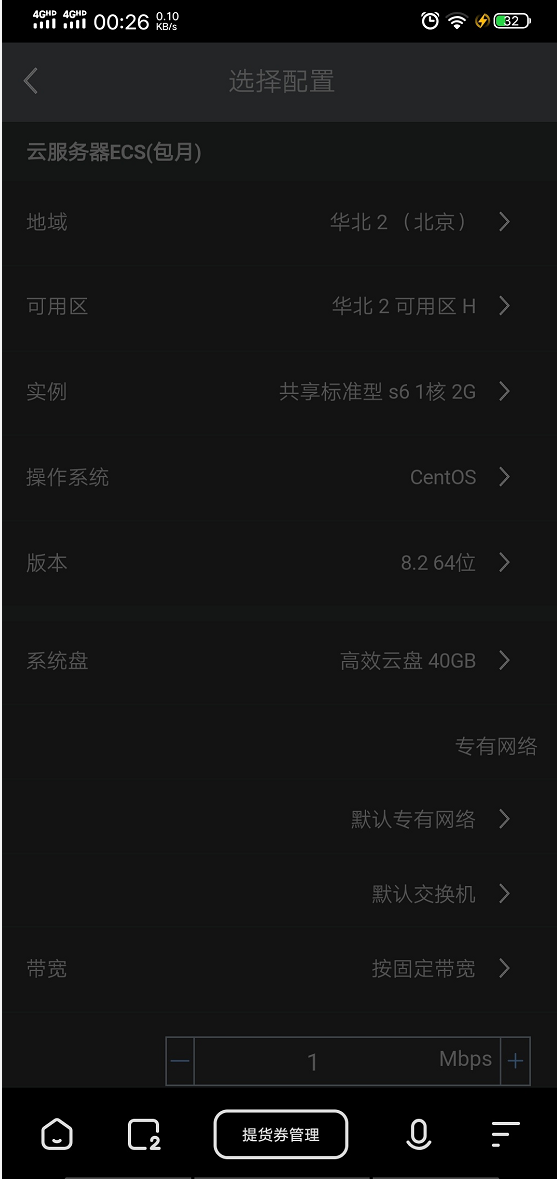 4GHD 4GHD 00:26 0.10 KB/s 32
选择配置
云服务器ECS(包月)
地域 华北 2 （北京）
可用区 华北 2 可用区 H
实例 共享标准型 s6 1核 2G
操作系统 CentOS
版本 8.2 64位
系统盘 高效云盘 40GB
专有网络
默认专有网络
默认交换机
带宽 按固定带宽
— 1 Mbps +
2 提货券管理